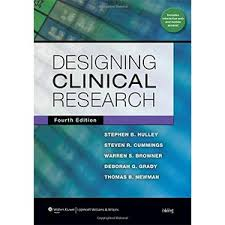 DESIGNING
CLINICAL
RESEARCH
Fourth Edition
STEPHEN B. HULLEY
STEVEN R. CUMMINGS
WARREN S. BROWNER
DEBORAH G. GRADY
THOMAS B. NEWMAN
Wolters Kluwer
Lippincott Williams & Wilkins